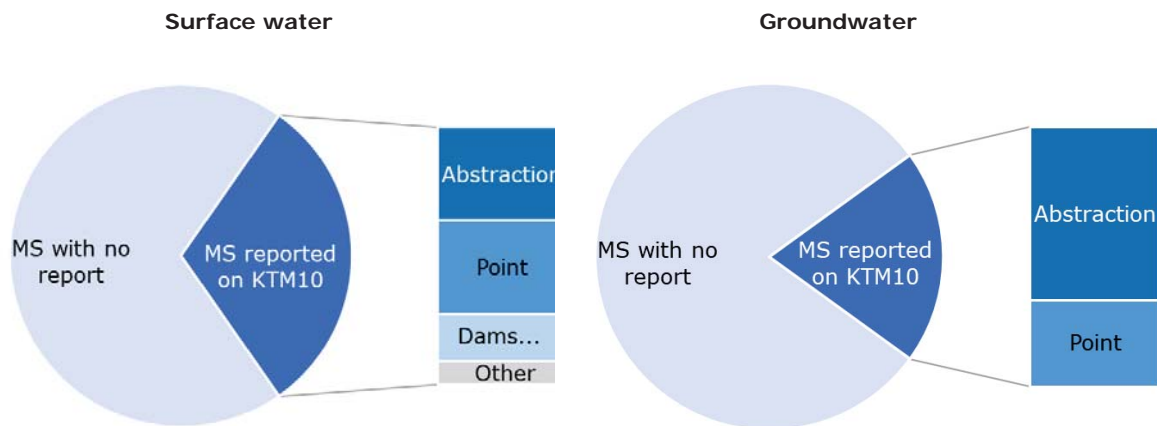 Surface water
MS with no
report
MS reported
on KTM10
Abstraction
Point
Dams...
Other
Groundwater
MS with no
report
MS reported
on KTM10
Abstraction
Point